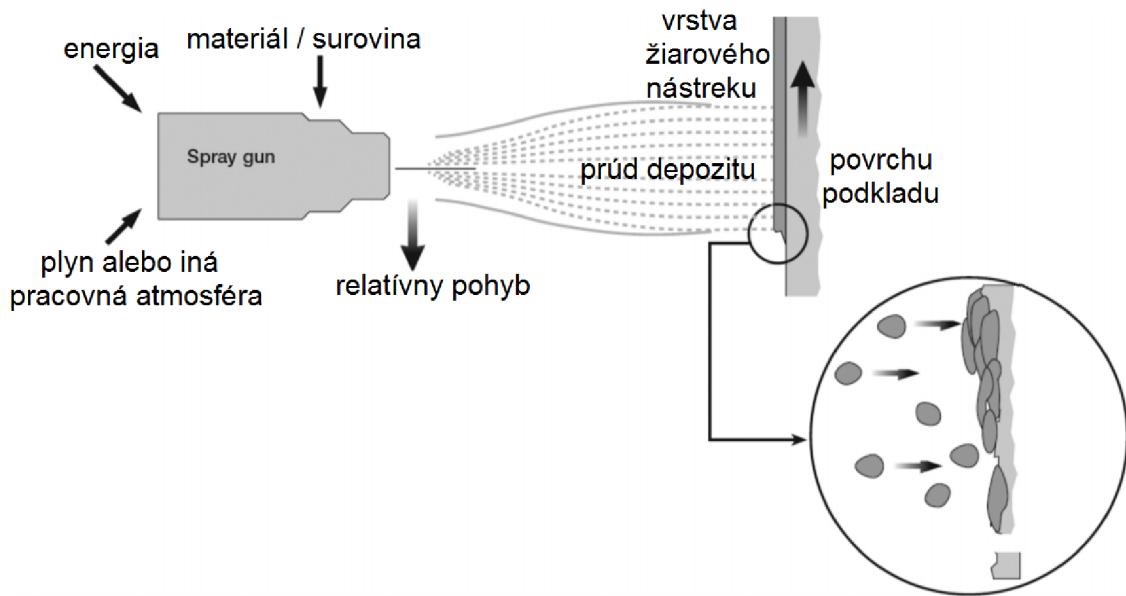 energia
materiál / surovina
Spray gun
plyn alebo iná
pracovná atmosféra
relatívny pohyb
prúd depozitu
vrstva
žiarového
nástreku
povrchu
podkladu